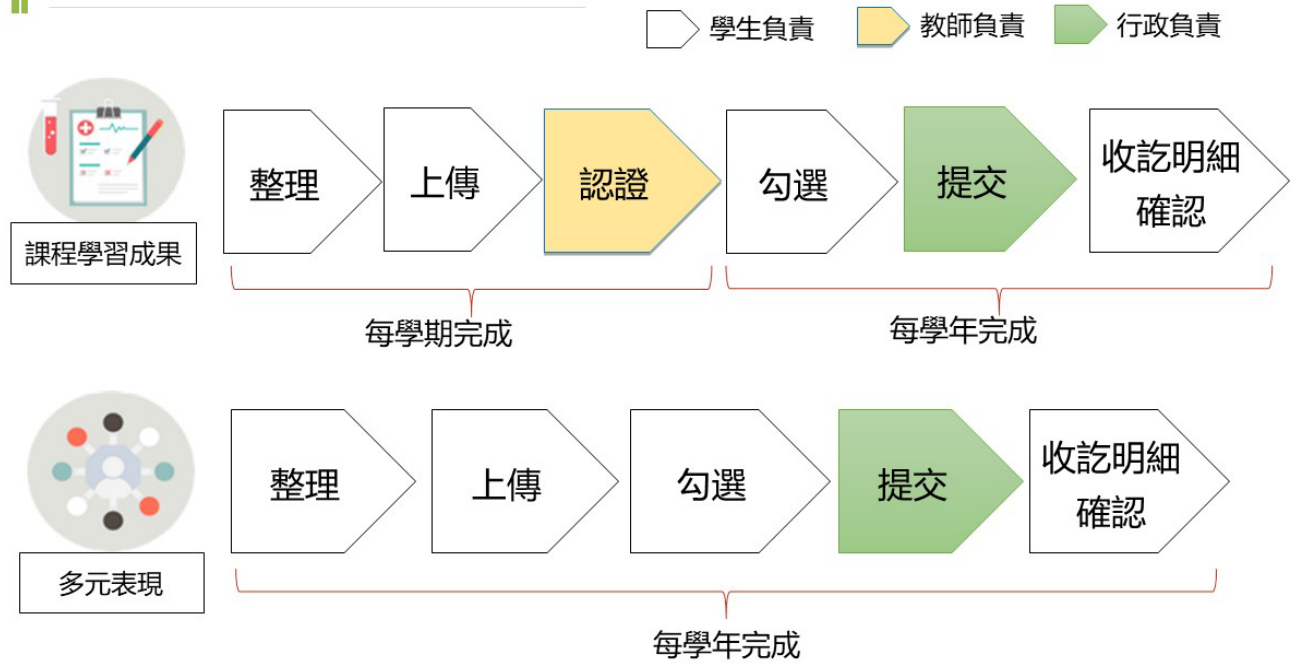 學生負責
教師負責
行政負責
課程學習成果
整理
上傳
認證
勾選
提交
收訖明細
確認
每學期完成
每學年完成
多元表現
整理
上傳
勾選
提交
收訖明細
確認
每學年完成